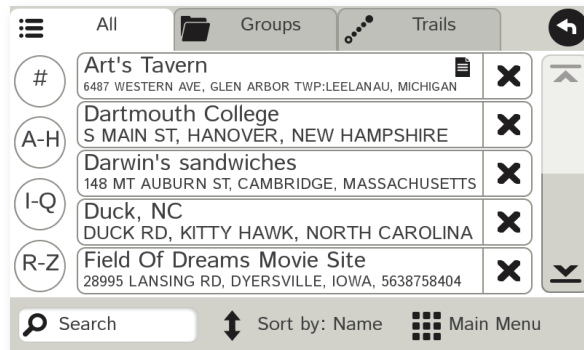 All
Groups
Trails
#
Art's Tavern
6487 WESTERN AVE, GLEN ARBOR TWP:LEELANAU, MICHIGAN
A-H
Dartmouth College
S MAIN ST, HANOVER, NEW HAMPSHIRE
Darwin's sandwiches
148 MT AUBURN ST, CAMBRIDGE, MASSACHUSETTS
I-Q
Duck, NC
DUCK RD, KITTY HAWK, NORTH CAROLINA
R-Z
Field Of Dreams Movie Site
28995 LANSING RD, DYERSVILLE, IOWA, 5638758404
Search
Sort by: Name
Main Menu